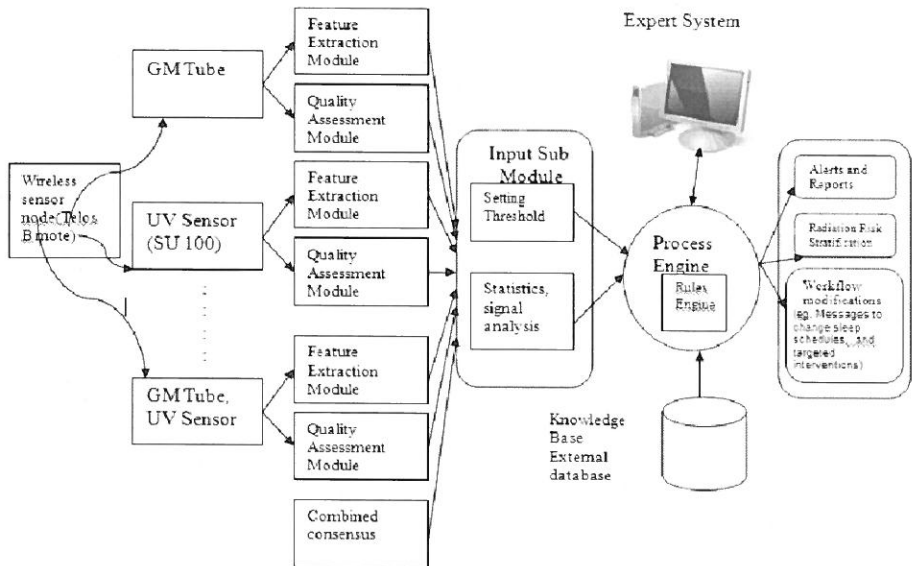 Expert System
Feature
Extraction
Module
GM Tube
Quality
Assessment
Module
Wireless
sensor
node(Telos
B mote)
UV Sensor
(SU 100)
Feature
Extraction
Module
Quality
Assessment
Module
GM Tube,
UV Sensor
Feature
Extraction
Module
Quality
Assessment
Module
Combined
consensus
Input Sub
Module
Setting
Threshold
Statistics,
signal
analysis
Process
Engine
Rules
Engine
Knowledge
Base
External
database
Alerts and
Reports
Radiation Risk
Stratification
Workflow
modifications
(eg. Messages to
change sleep
schedules, and
targeted
interventions)